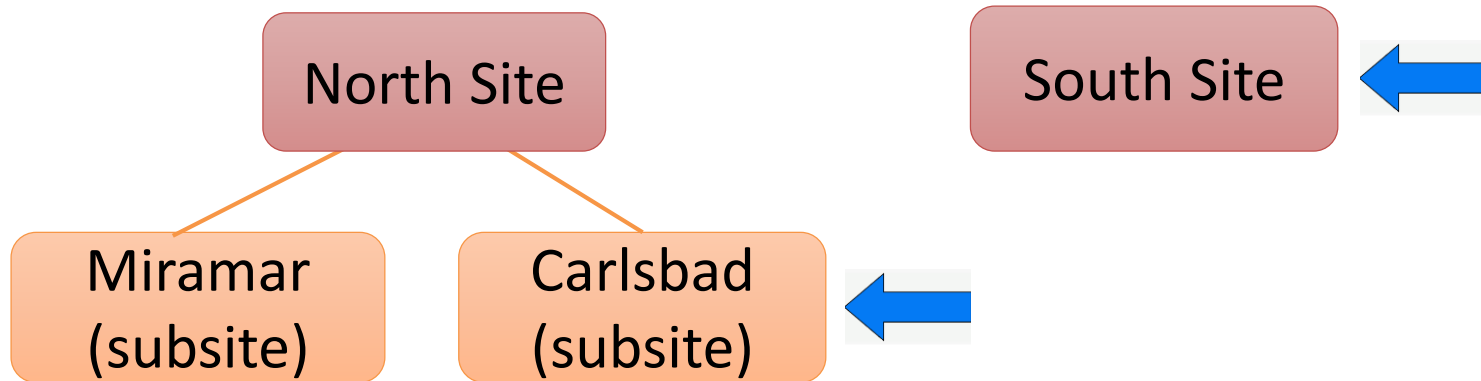 North Site
South Site
Miramar
(subsite)
Carlsbad
(subsite)